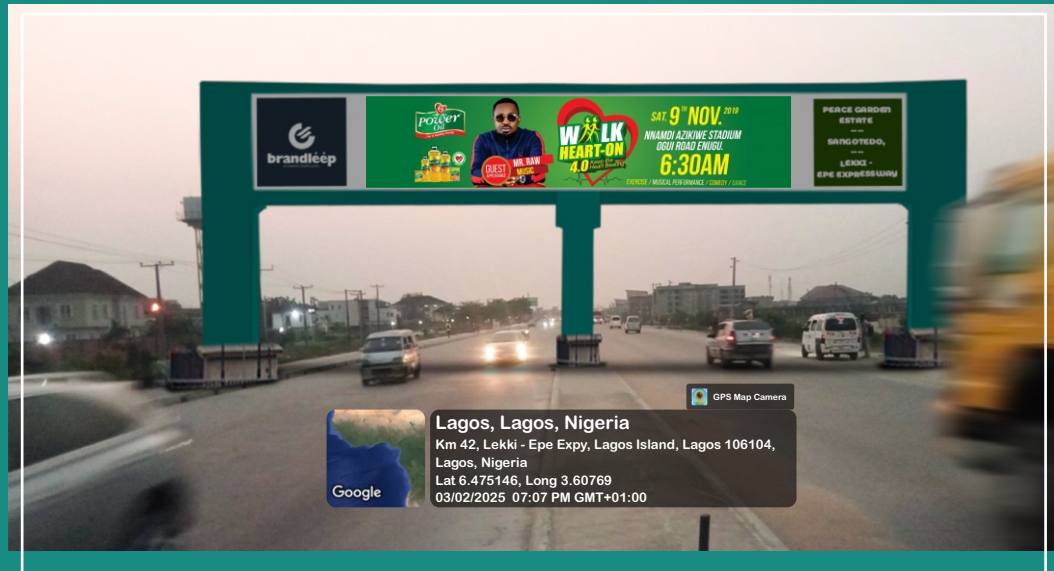 brandlēēp
Power
Oil
GUEST
MR. RAW
MUSIC
WALK
HEART-ON
4.0
SAT. 9TH NOV. 2019
NNAMDI AZIKIWE STADIUM
OGUI ROAD ENUGU.
6:30AM
EXERCISE / MUSICAL PERFORMANCE / COMEDY / DANCE
PEACE GARDEN
ESTATE
----
SANGOTEDO,
----
LEKKI -
EPE EXPRESSWAY
GPS Map Camera
Lagos, Lagos, Nigeria
Km 42, Lekki - Epe Expy, Lagos Island, Lagos 106104,
Lagos, Nigeria
Lat 6.475146, Long 3.60769
03/02/2025 07:07 PM GMT+01:00
Google